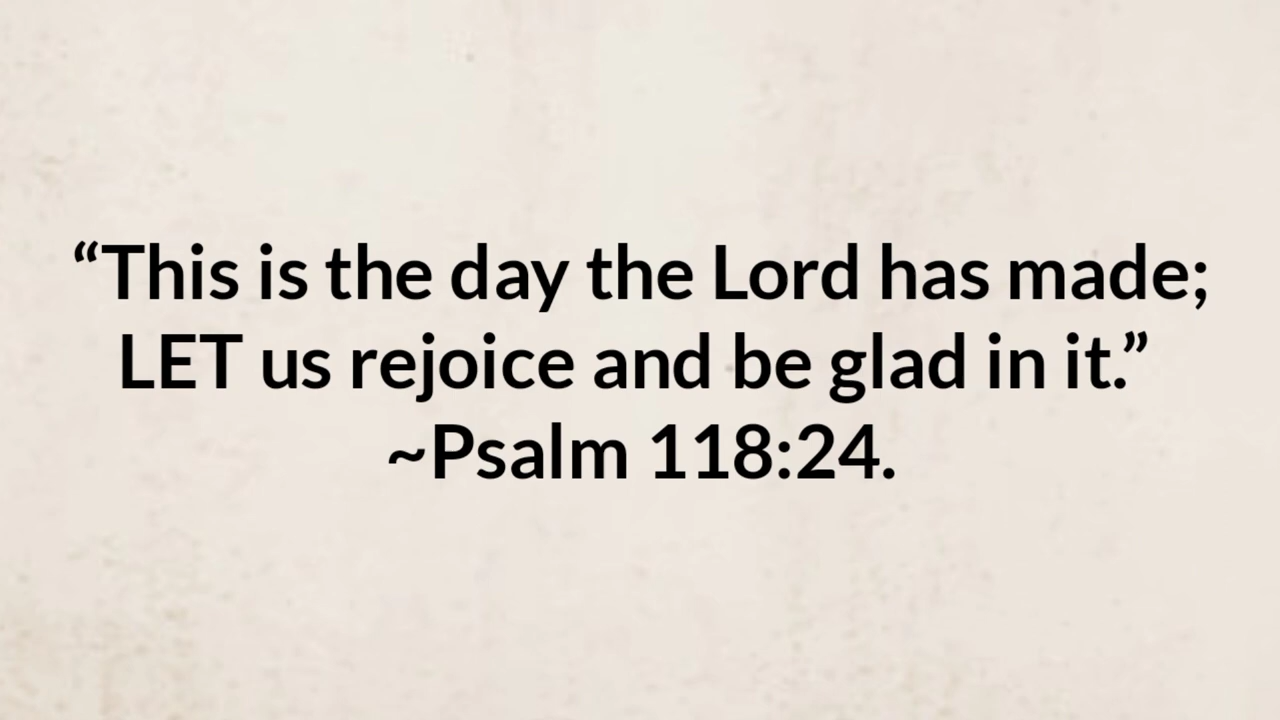 “This is the day the Lord has made;
LET us rejoice and be glad in it.”
~Psalm 118:24.